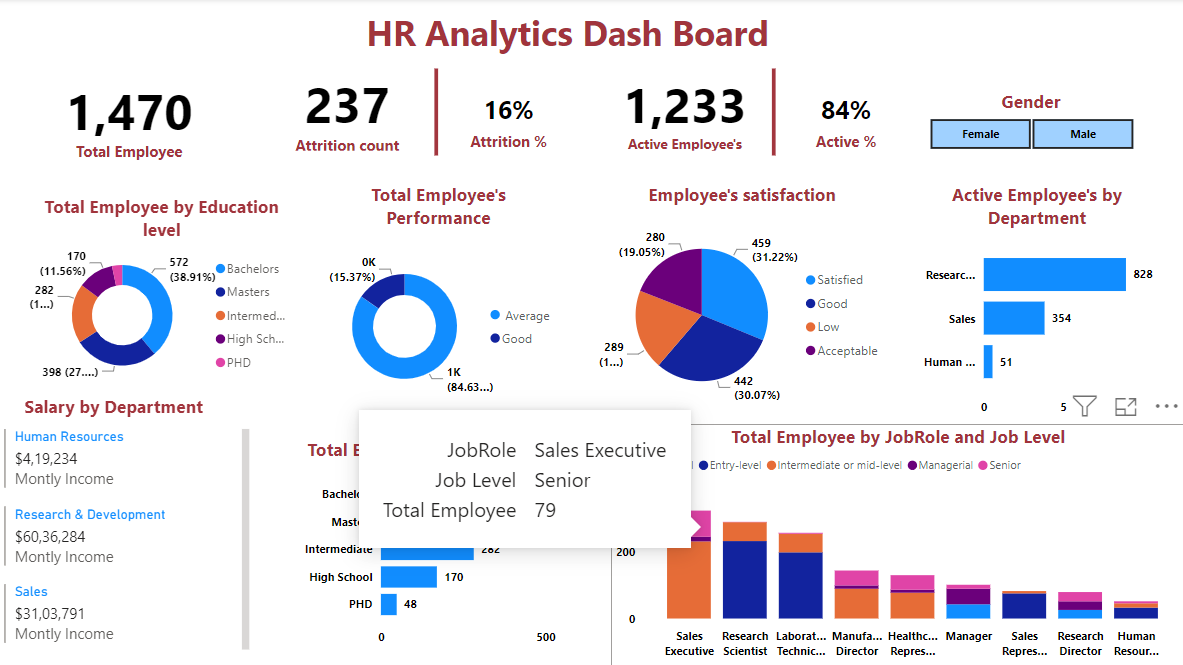 HR Analytics Dash Board
1,470
Total Employee
237
Attrition count
16%
Attrition %
1,233
Active Employee's
84%
Active %
Gender
Female
Male
Total Employee by Education
level
170
(11.56%)
572
(38.91%)
282
(1...)
398 (27....)
Bachelors
Masters
Intermed...
High Sch...
PHD
Total Employee's
Performance
0K
(15.37%)
1K
(84.63...)
Average
Good
Employee's satisfaction
280
(19.05%)
459
(31.22%)
289
(1...)
442
(30.07%)
Satisfied
Good
Low
Acceptable
Active Employee's by
Department
Researc...
828
Sales
354
Human ...
51
0
5
Salary by Department
Human Resources
$4,19,234
Montly Income
Research & Development
$60,36,284
Montly Income
Sales
$31,03,791
Montly Income
Total E
Bachelo
Maste
Intermediate
282
High School
170
PHD
48
0
500
JobRole Sales Executive
Job Level Senior
Total Employee 79
Total Employee by JobRole and Job Level
Entry-level
Intermediate or mid-level
Managerial
Senior
200
0
Sales
Executive
Research
Scientist
Laborat...
Technic...
Manufa...
Director
Healthc...
Repres...
Manager
Sales
Repres...
Research
Director
Human
Resour...